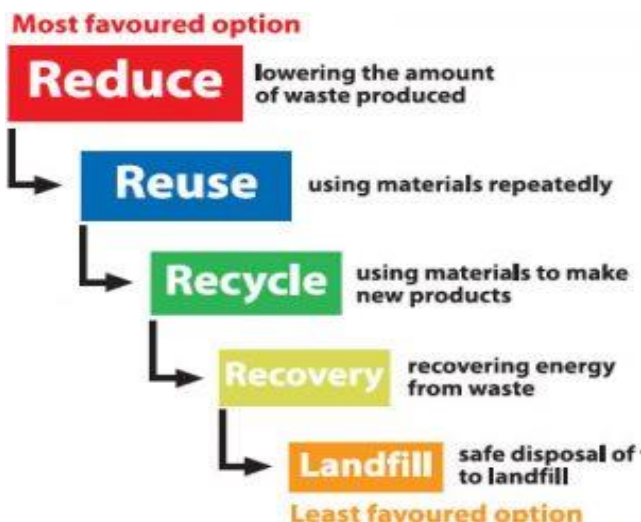 Most favoured option
Reduce
lowering the amount
of waste produced
Reuse
using materials repeatedly
Recycle
using materials to make
new products
Recovery
recovering energy
from waste
Landfill
safe disposal of
to landfill
Least favoured option